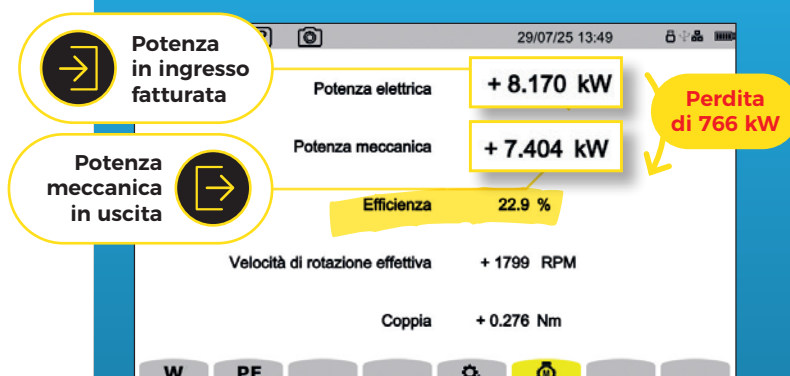 29/07/25 13:49
Potenza
in ingresso
fatturata
Potenza elettrica
+ 8.170 kW
Perdita
di 766 kW
Potenza
meccanica
in uscita
Potenza meccanica
+ 7.404 kW
Efficienza 22.9 %
Velocità di rotazione effettiva + 1799 RPM
Coppia + 0.276 Nm
W PF M